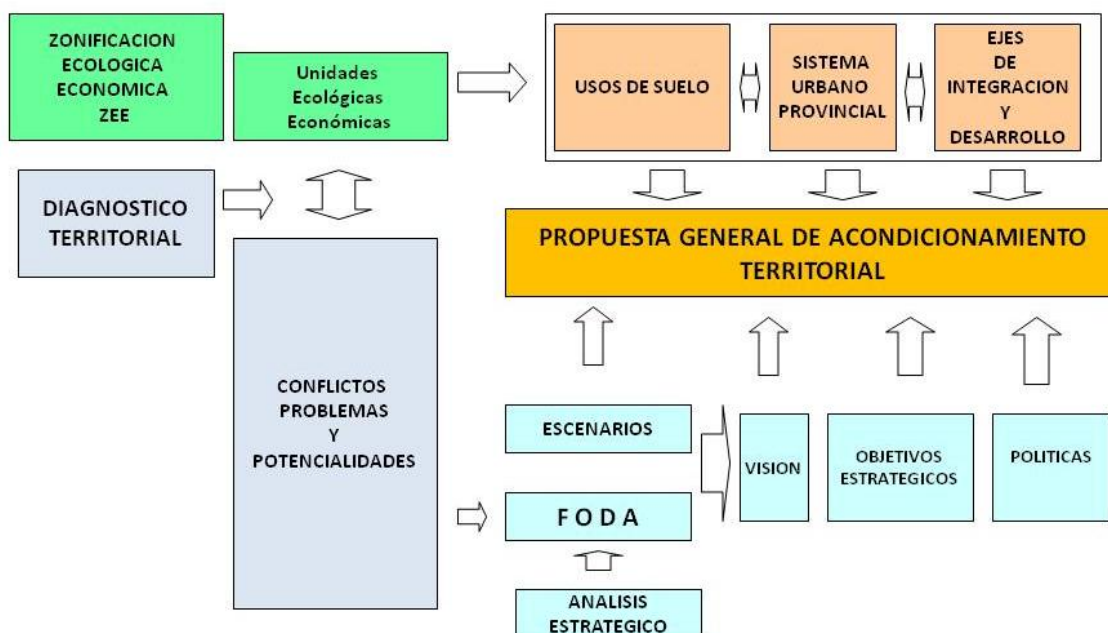 ZONIFICACION
ECOLOGICA
ECONOMICA
ZEE
Unidades
Ecológicas
Económicas
USOS DE SUELO
SISTEMA
URBANO
PROVINCIAL
EJES
DE
INTEGRACION
Y
DESARROLLO
DIAGNOSTICO
TERRITORIAL
PROPUESTA GENERAL DE ACONDICIONAMIENTO
TERRITORIAL
CONFLICTOS
PROBLEMAS
Y
POTENCIALIDADES
ESCENARIOS
VISION
OBJETIVOS
ESTRATEGICOS
POLITICAS
F O D A
ANALISIS
ESTRATEGICO